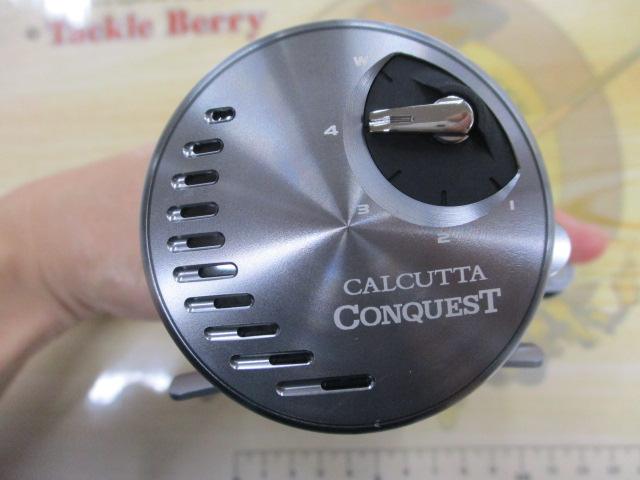 Tackle Berry
W
4
3
2
1
CALCUTTA
CONQUEST